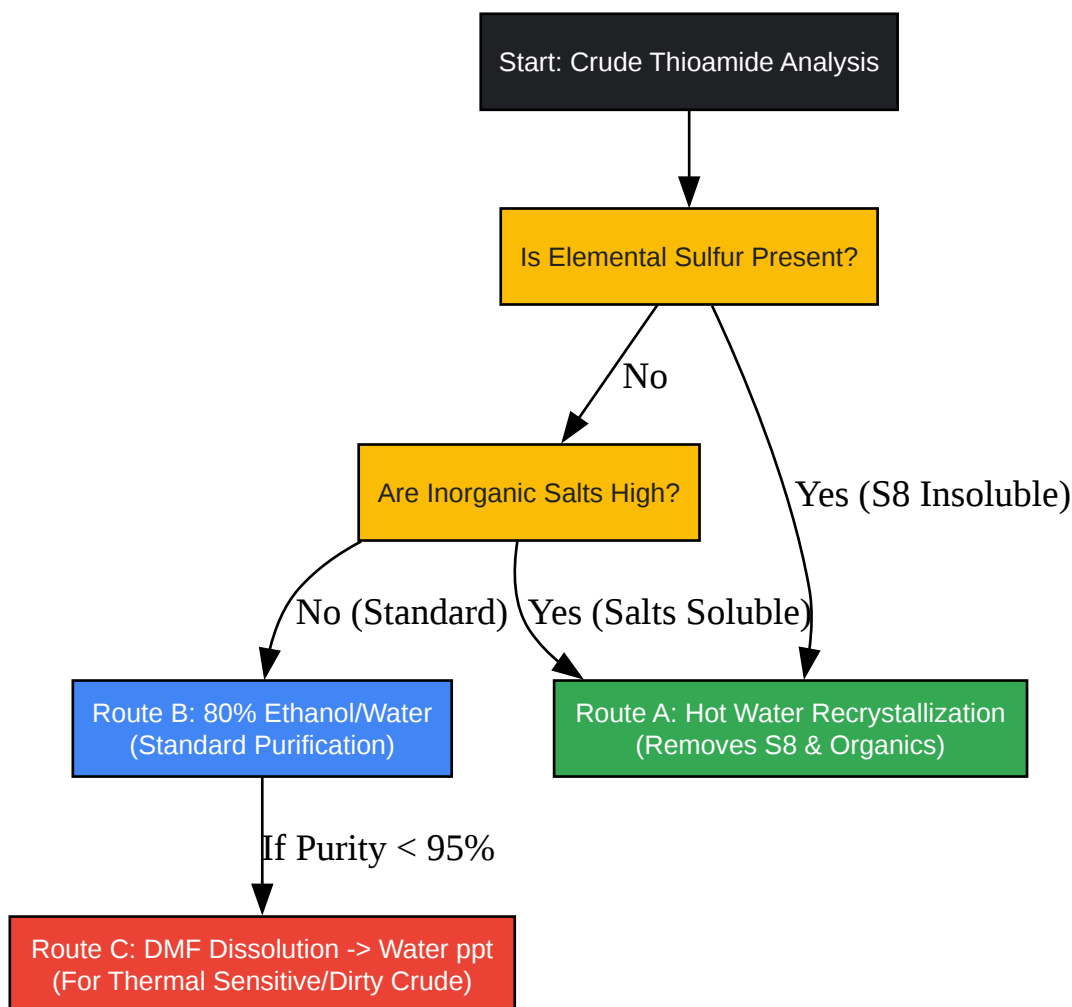 Start: Crude Thioamide Analysis
Is Elemental Sulfur Present?
No
Are Inorganic Salts High?
Yes (S8 Insoluble)
No (Standard)
Yes (Salts Soluble)
Route B: 80% Ethanol/Water
(Standard Purification)
Route A: Hot Water Recrystallization
(Removes S8 & Organics)
If Purity < 95%
Route C: DMF Dissolution -> Water ppt
(For Thermal Sensitive/Dirty Crude)